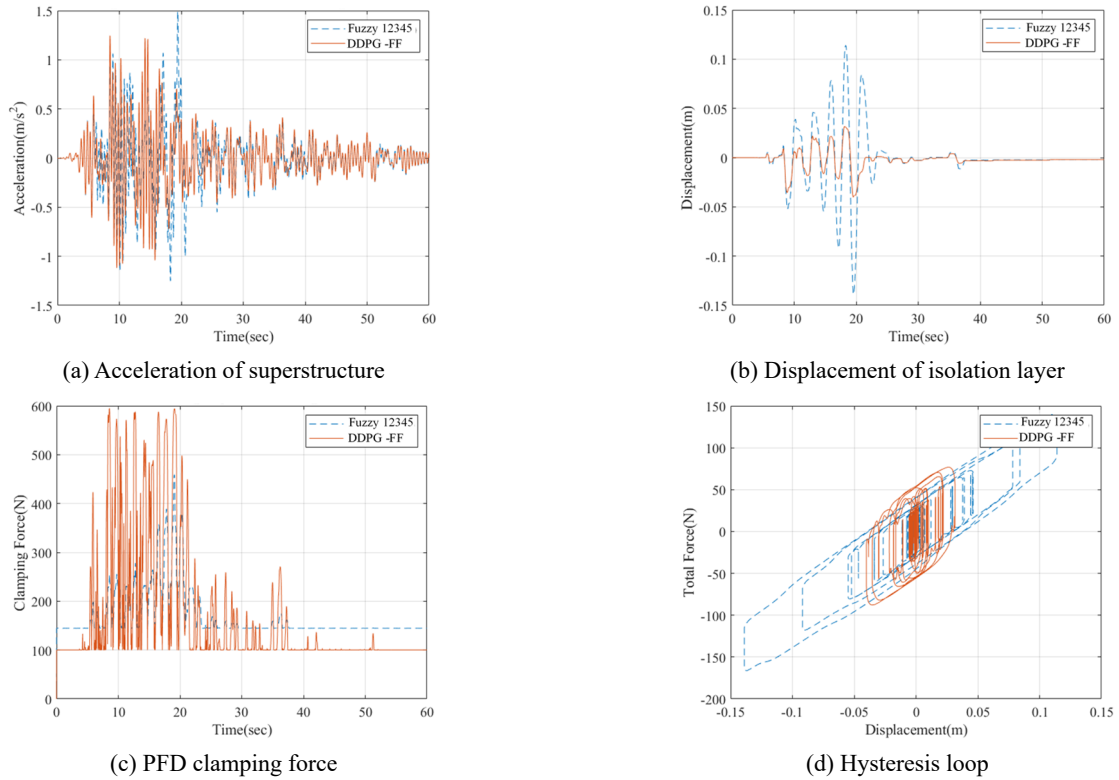 1.5
1
0.5
0
-0.5
-1
-1.5
Acceleration(m/s²)
0 10 20 30 40 50 60
Time(sec)
Fuzzy 12345
DDPG -FF
(a) Acceleration of superstructure
0.15
0.1
0.05
0
-0.05
-0.1
-0.15
Displacement(m)
0 10 20 30 40 50 60
Time(sec)
Fuzzy 12345
DDPG -FF
(b) Displacement of isolation layer
600
500
400
300
200
100
0
Clamping Force(N)
0 10 20 30 40 50 60
Time(sec)
Fuzzy 12345
DDPG -FF
(c) PFD clamping force
150
100
50
0
-50
-100
-150
-200
Total Force(N)
-0.15 -0.1 -0.05 0 0.05 0.1 0.15
Displacement(m)
Fuzzy 12345
DDPG -FF
(d) Hysteresis loop